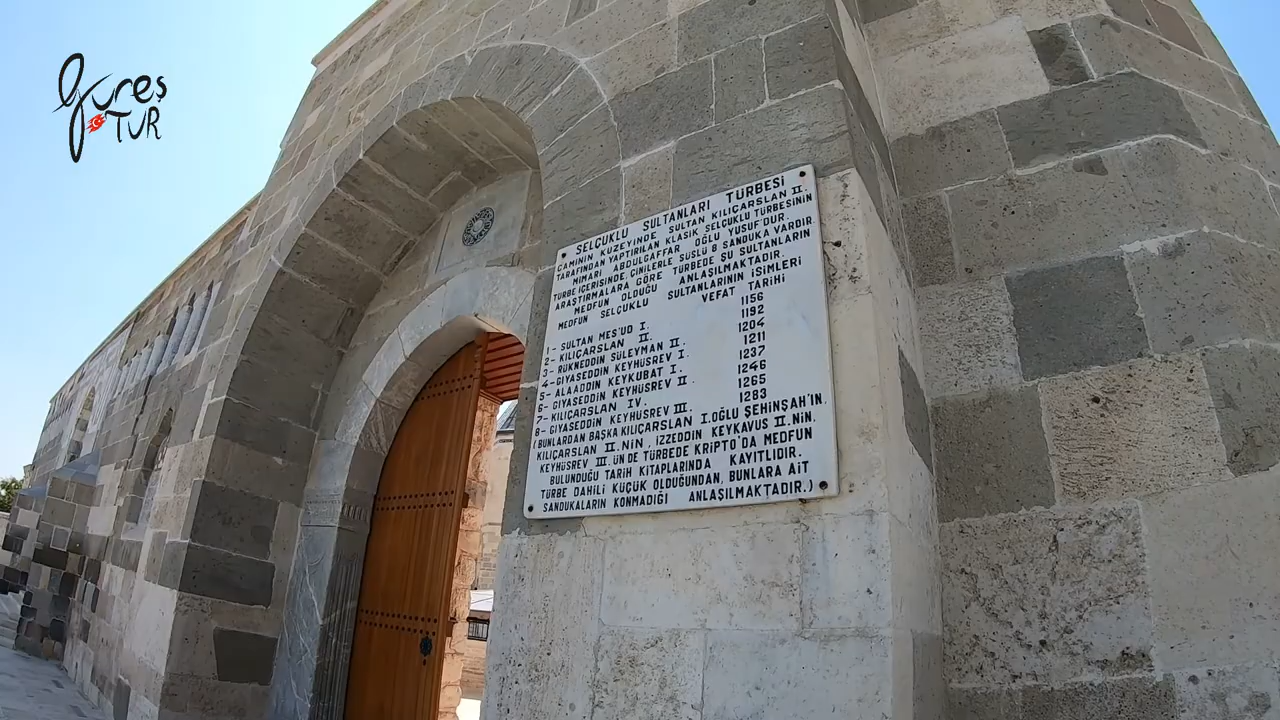 Gureş
TUR
SELÇUKLU SULTANLARI TÜRBESİ
CAMİNİN KUZEYİNDE SULTAN KILIÇARSLAN II.
TARAFINDAN YAPTIRILAN KLASİK SELÇUKLU TÜRBESİNİN
MİMARI ABDULGAFFAR OĞLU YUSUF'DUR.
TÜRBE İÇERİSİNDE, ÇİNİLERLE SÜSLÜ 8 SANDUKA VARDIR.
ARAŞTIRMALARA GÖRE TÜRBEDE ŞU SULTANLARIN
MEDFUN OLDUĞU ANLAŞILMAKTADIR.
MEDFUN SELÇUKLU SULTANLARININ İSİMLERİ
VEFAT TARİHİ
1- SULTAN MES'UD I. 1156
2- KILIÇARSLAN II. 1192
3- RÜKNEDDİN SÜLEYMAN II. 1204
4- GIYASEDDİN KEYHÜSREV I. 1211
5- ALAADDİN KEYKUBAT I. 1237
6- GIYASEDDİN KEYHÜSREV II. 1246
7- KILIÇARSLAN IV. 1265
8- GIYASEDDİN KEYHÜSREV III. 1283
(BUNLARDAN BAŞKA KILIÇARSLAN I.OĞLU ŞEHİNŞAH'IN,
KILIÇARSLAN II.NİN, İZZEDDİN KEYKAVUS II.NİN,
KEYHÜSREV III.ÜN DE TÜRBEDE KRİPTO'DA MEDFUN
BULUNDUĞU TARİH KİTAPLARINDA KAYITLIDIR.
TÜRBE DAHİLİ KÜÇÜK OLDUĞUNDAN, BUNLARA AİT
SANDUKALARIN KONMADIĞI ANLAŞILMAKTADIR.)